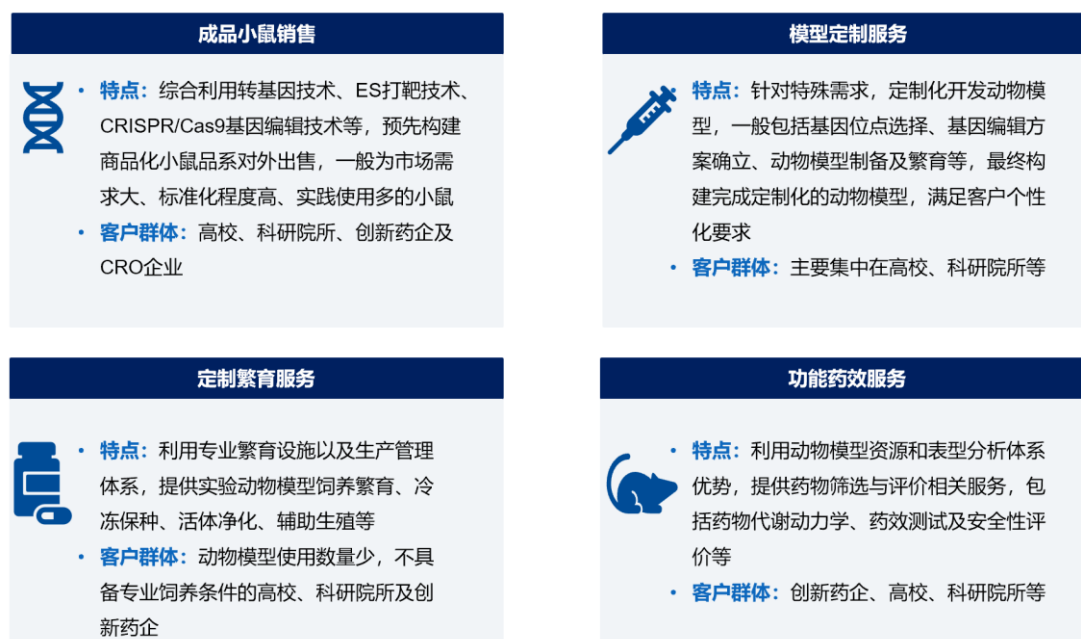 成品小鼠销售
• 特点：综合利用转基因技术、ES打靶技术、
CRISPR/Cas9基因编辑技术等，预先构建
商品化小鼠品系对外出售，一般为市场需
求大、标准化程度高、实践使用多的小鼠
• 客户群体：高校、科研院所、创新药企及
CRO企业
模型定制服务
• 特点：针对特殊需求，定制化开发动物模
型，一般包括基因位点选择、基因编辑方
案确立、动物模型制备及繁育等，最终构
建完成定制化的动物模型，满足客户个性
化要求
• 客户群体：主要集中在高校、科研院所等
定制繁育服务
• 特点：利用专业繁育设施以及生产管理
体系，提供实验动物模型饲养繁育、冷
冻保种、活体净化、辅助生殖等
• 客户群体：动物模型使用数量少，不具
备专业饲养条件的高校、科研院所及创
新药企
功能药效服务
• 特点：利用动物模型资源和表型分析体系
优势，提供药物筛选与评价相关服务，包
括药物代谢动力学、药效测试及安全性评
价等
• 客户群体：创新药企、高校、科研院所等